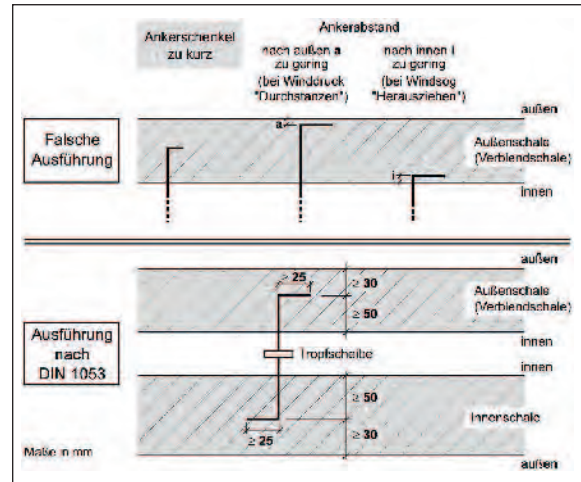 Ankerschenkel
zu kurz
Ankerabstand
nach außen a
zu gering
(bei Winddruck
"Durchstanzen")
nach innen i
zu gering
(bei Windsog
"Herausziehen")
Falsche
Ausführung
außen
a
Außenschale
(Verblendschale)
i
innen
außen
≥ 25
≥ 30
Außenschale
(Verblendschale)
≥ 50
Ausführung
nach
DIN 1053
innen
Tropfscheibe
innen
≥ 50
Innenschale
≥ 25
≥ 30
Maße in mm
außen